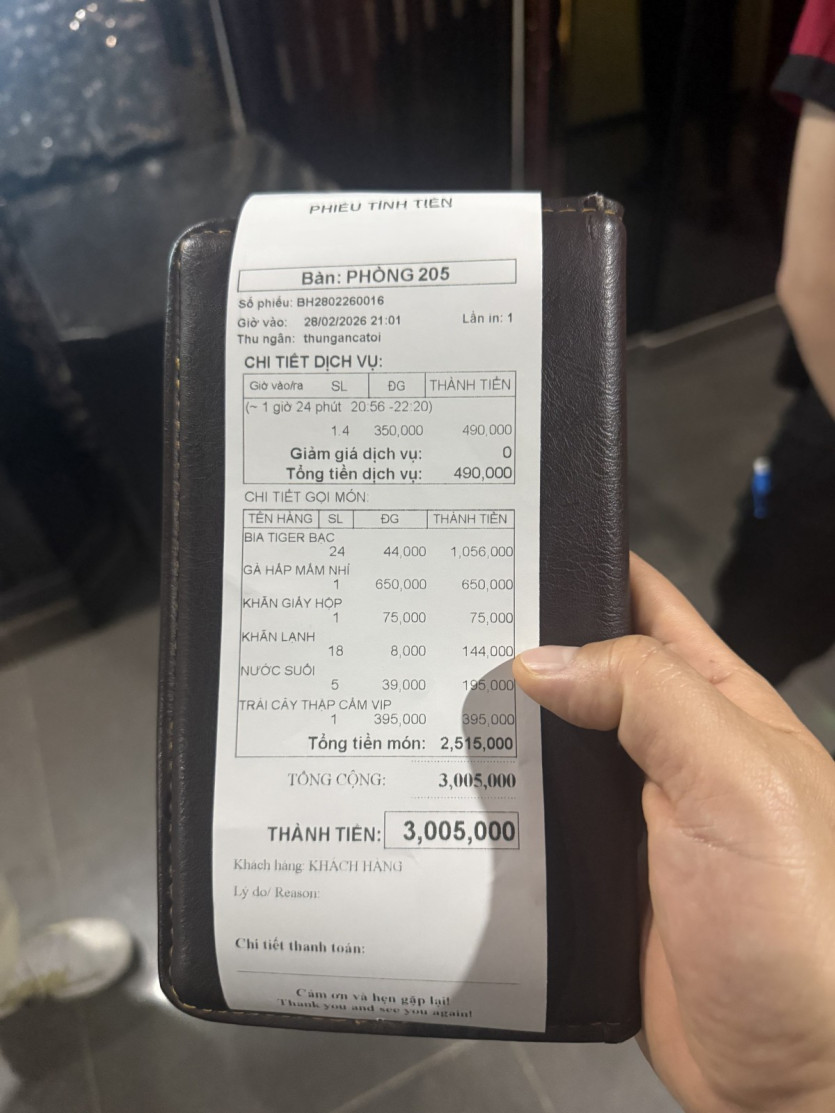 PHIẾU TÍNH TIỀN
Bàn: PHÒNG 205
Số phiếu: BH2802260016
Giờ vào: 28/02/2026 21:01 Lần in: 1
Thu ngân: thungancatoi
CHI TIẾT DỊCH VỤ:
Giờ vào/ra SL ĐG THÀNH TIỀN
(~ 1 giờ 24 phút 20:56 -22:20)
1.4 350,000 490,000
Giảm giá dịch vụ: 0
Tổng tiền dịch vụ: 490,000
CHI TIẾT GỌI MÓN:
TÊN HÀNG SL ĐG THÀNH TIỀN
BIA TIGER BẠC
24 44,000 1,056,000
GÀ HẤP MẮM NHỈ
1 650,000 650,000
KHĂN GIẤY HỘP
1 75,000 75,000
KHĂN LẠNH
18 8,000 144,000
NƯỚC SUỐI
5 39,000 195,000
TRÁI CÂY THẬP CẨM VIP
1 395,000 395,000
Tổng tiền món: 2,515,000
TỔNG CỘNG: 3,005,000
THÀNH TIỀN: 3,005,000
Khách hàng: KHÁCH HÀNG
Lý do/ Reason:
Chi tiết thanh toán:
Cảm ơn và hẹn gặp lại!
Thank you and see you again!